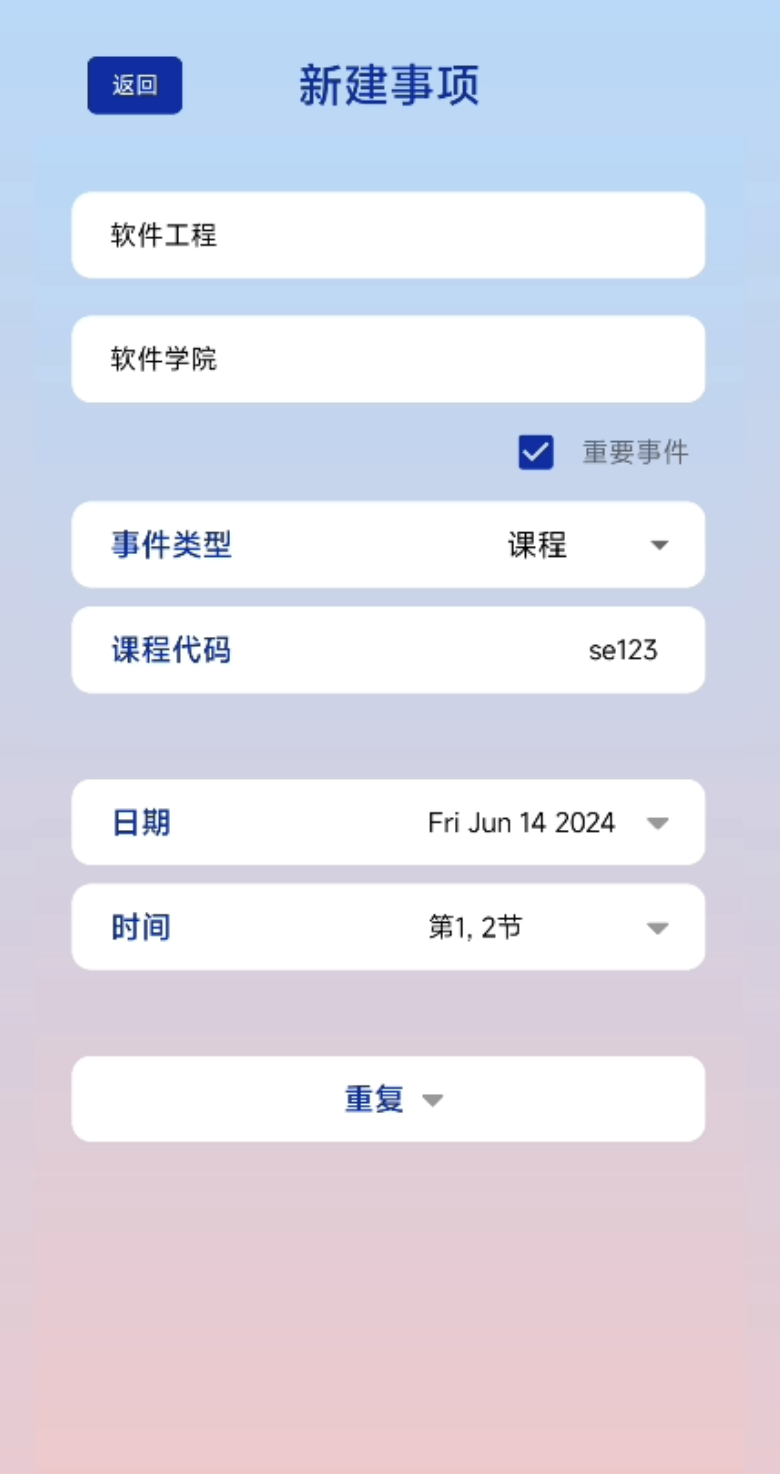 返回
新建事项
软件工程
软件学院
重要事件
事件类型 课程
课程代码 se123
日期 Fri Jun 14 2024
时间 第1, 2节
重复